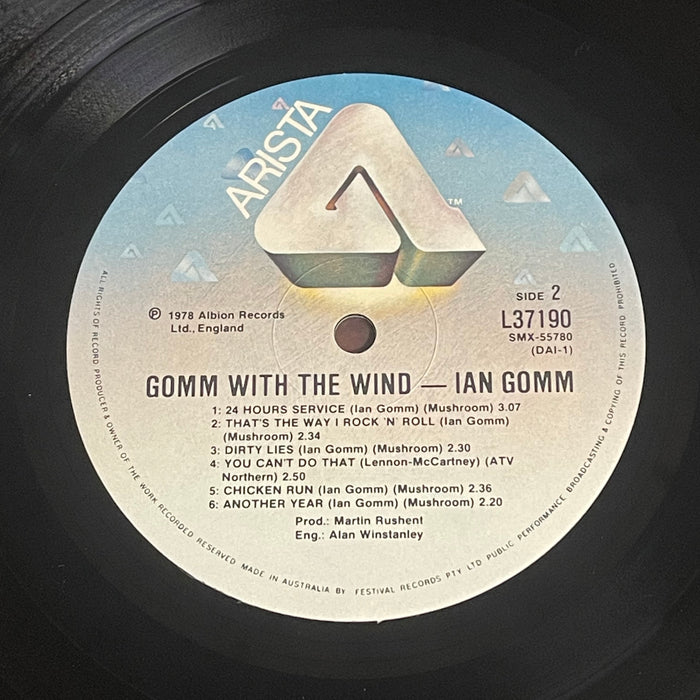 ARISTA
TM
SIDE 2
℗ 1978 Albion Records
Ltd., England
L37190
SMX-55780
(DAI-1)
GOMM WITH THE WIND — IAN GOMM
1: 24 HOURS SERVICE (Ian Gomm) (Mushroom) 3.07
2: THAT'S THE WAY I ROCK 'N' ROLL (Ian Gomm)
(Mushroom) 2.34
3: DIRTY LIES (Ian Gomm) (Mushroom) 2.30
4: YOU CAN'T DO THAT (Lennon-McCartney) (ATV
Northern) 2.50
5: CHICKEN RUN (Ian Gomm) (Mushroom) 2.36
6: ANOTHER YEAR (Ian Gomm) (Mushroom) 2.20
Prod.: Martin Rushent
Eng.: Alan Winstanley
ALL RIGHTS OF RECORD PRODUCER & OWNER OF THE WORK RECORDED RESERVED MADE IN AUSTRALIA BY FESTIVAL RECORDS PTY LTD PUBLIC PERFORMANCE BROADCASTING & COPYING OF THIS RECORD PROHIBITED